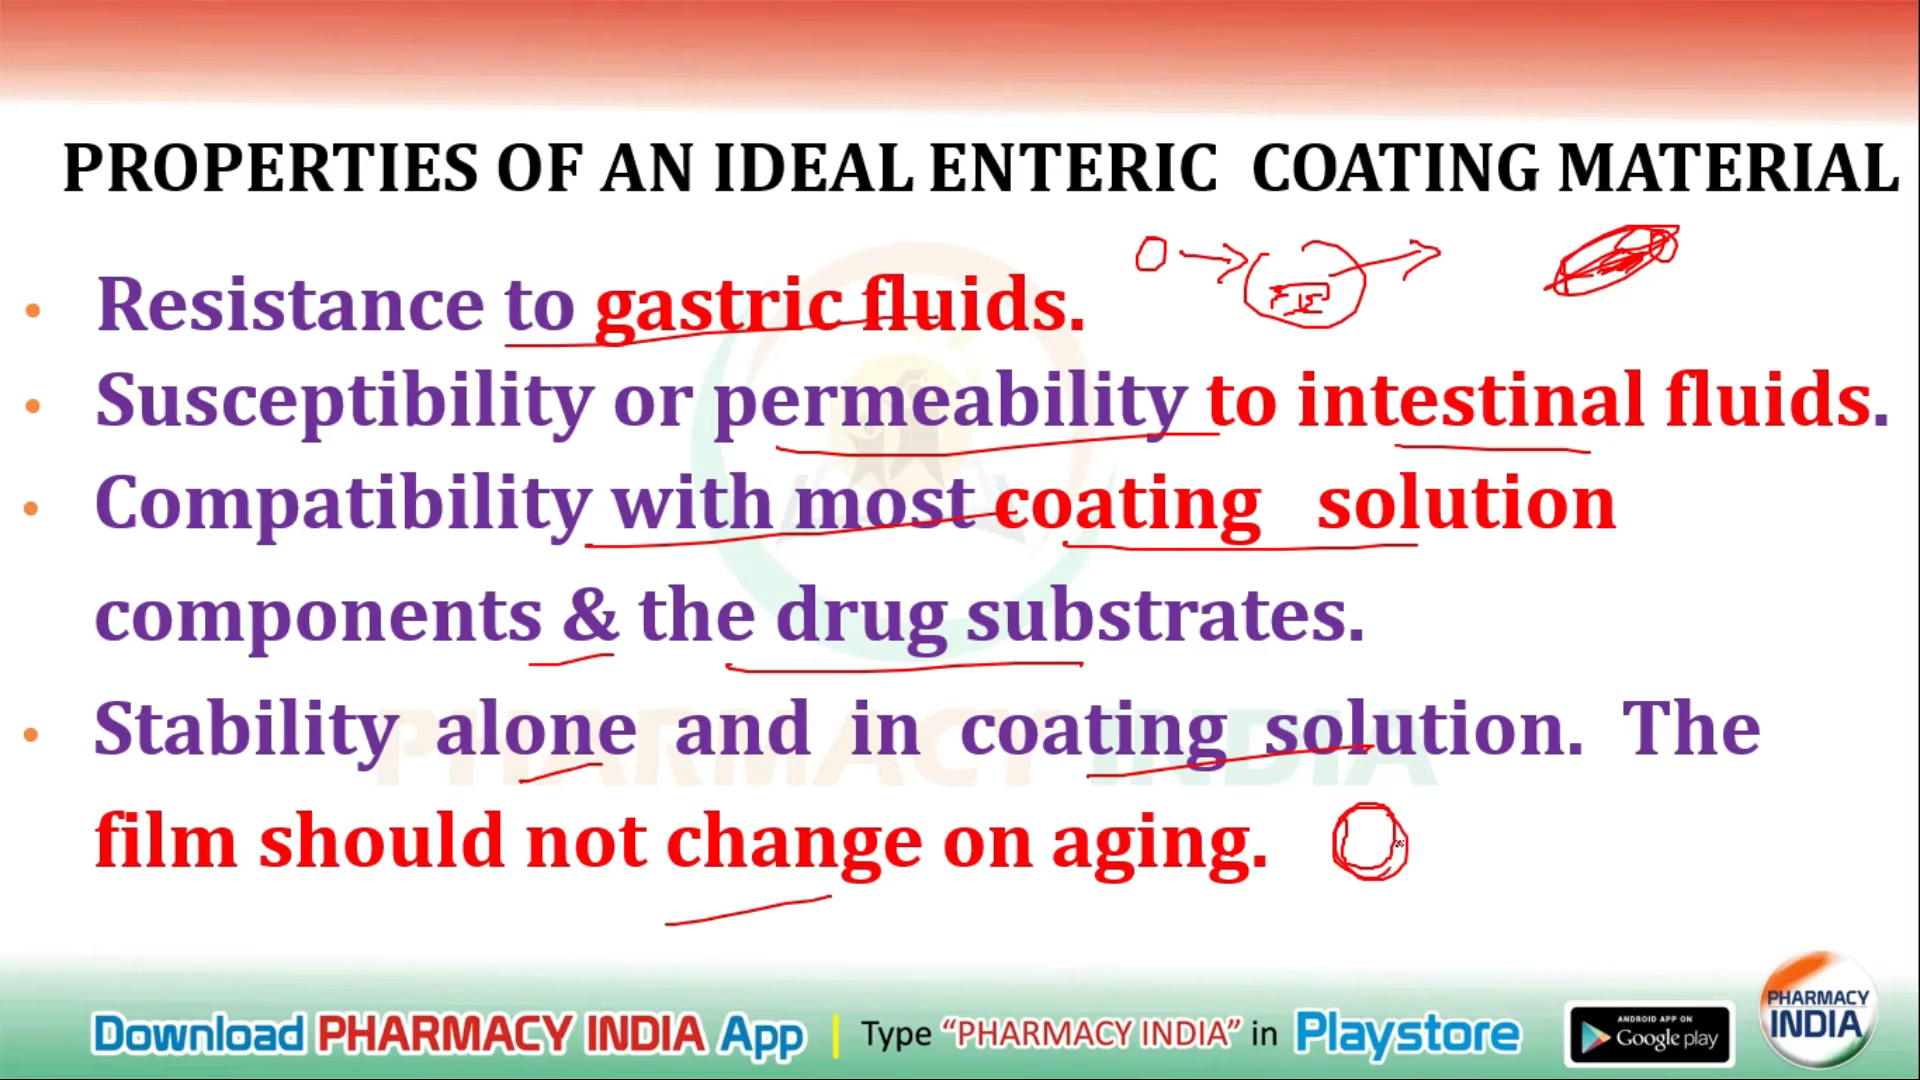 PROPERTIES OF AN IDEAL ENTERIC COATING MATERIAL
• Resistance to gastric fluids.
• Susceptibility or permeability to intestinal fluids.
• Compatibility with most coating solution
components & the drug substrates.
• Stability alone and in coating solution. The
film should not change on aging.
PHARMACY INDIA
Download PHARMACY INDIA App | Type “PHARMACY INDIA” in Playstore
ANDROID APP ON
Google play
PHARMACY
INDIA